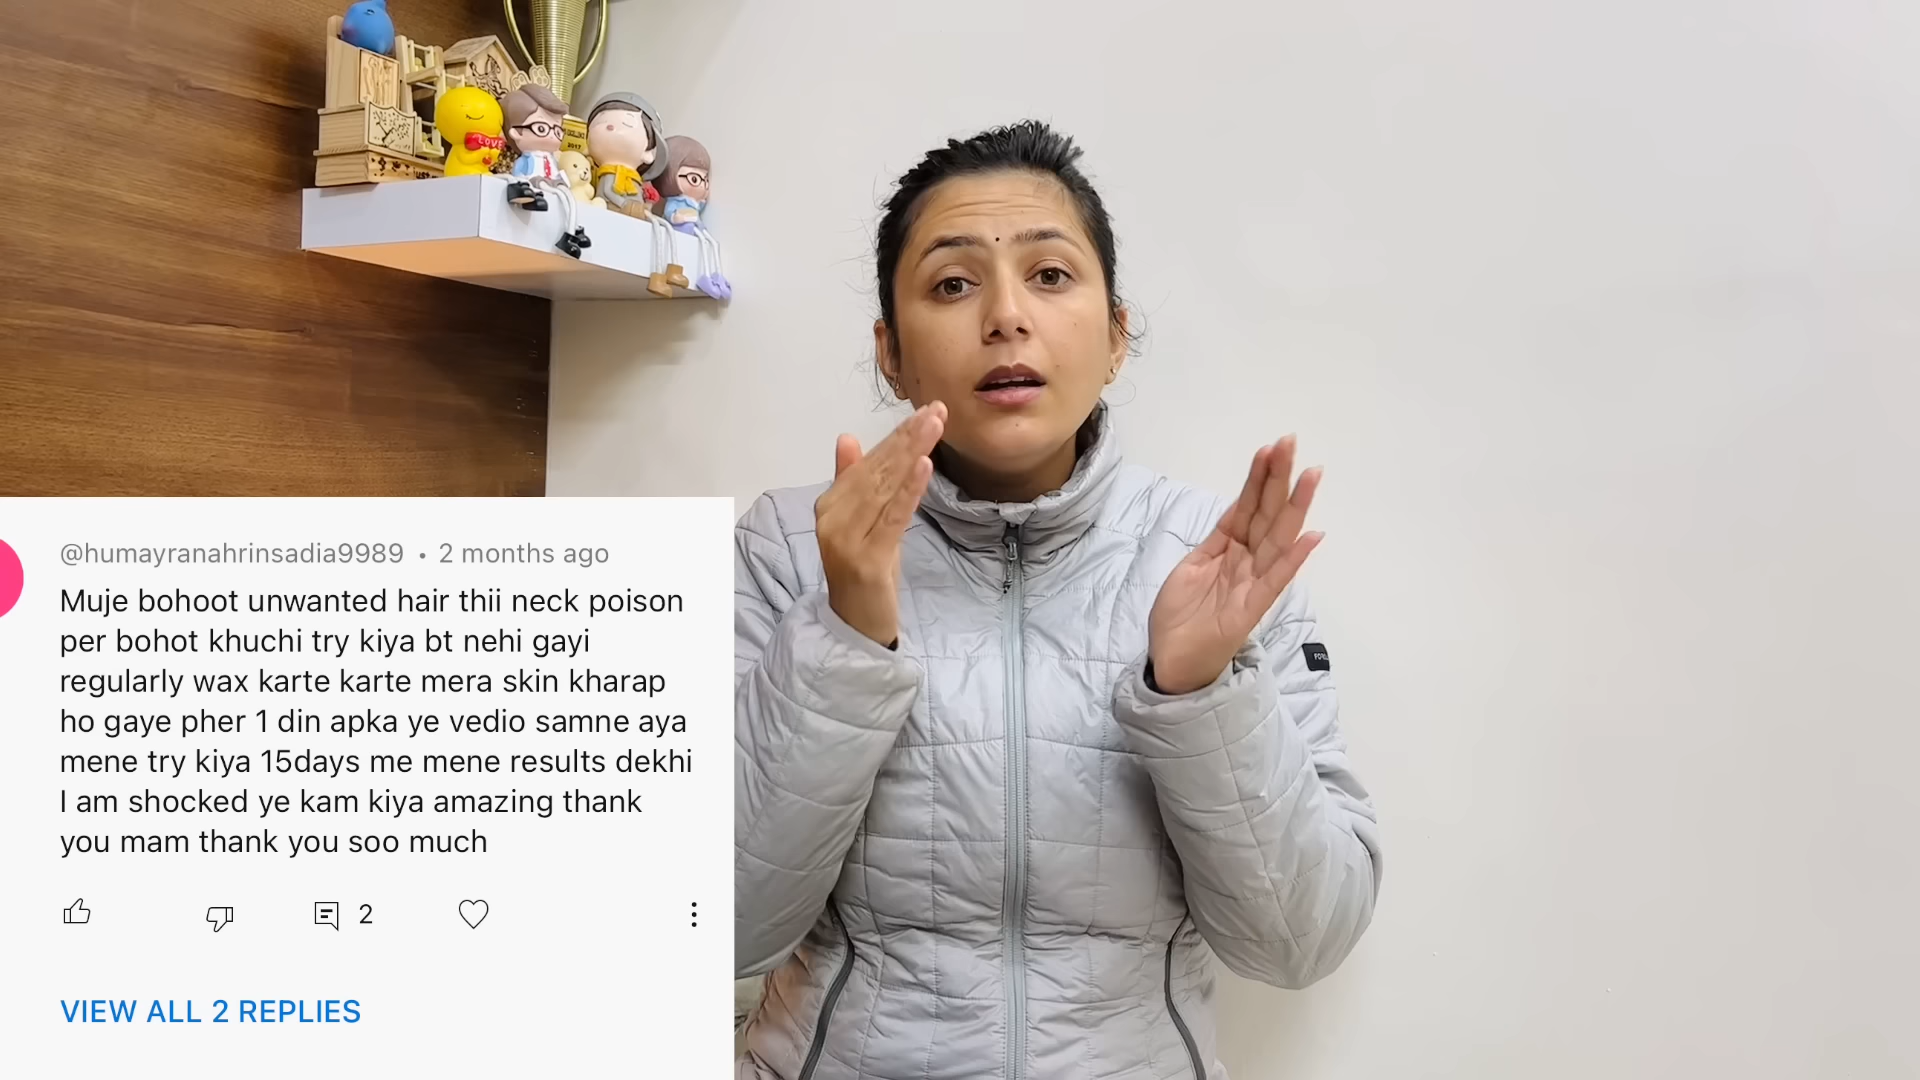 LOVE
2017
@humayranahrinsadia9989 • 2 months ago
Muje bohoot unwanted hair thii neck poison
per bohot khuchi try kiya bt nehi gayi
regularly wax karte karte mera skin kharap
ho gaye pher 1 din apka ye vedio samne aya
mene try kiya 15days me mene results dekhi
I am shocked ye kam kiya amazing thank
you mam thank you soo much
2
VIEW ALL 2 REPLIES